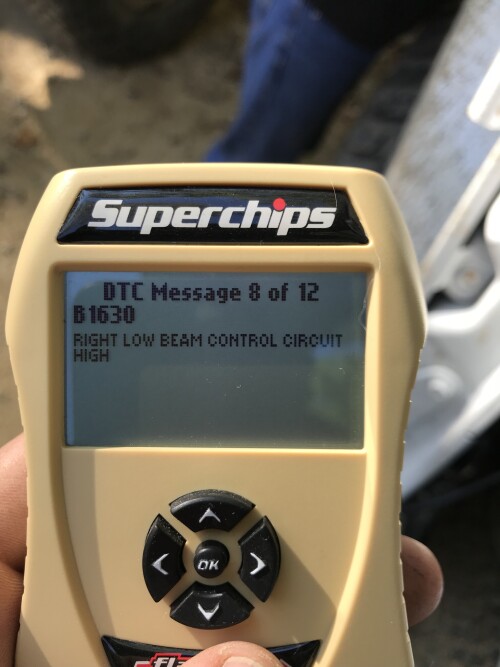 Superchips
DTC Message 8 of 12
B1630
RIGHT LOW BEAM CONTROL CIRCUIT
HIGH
OK